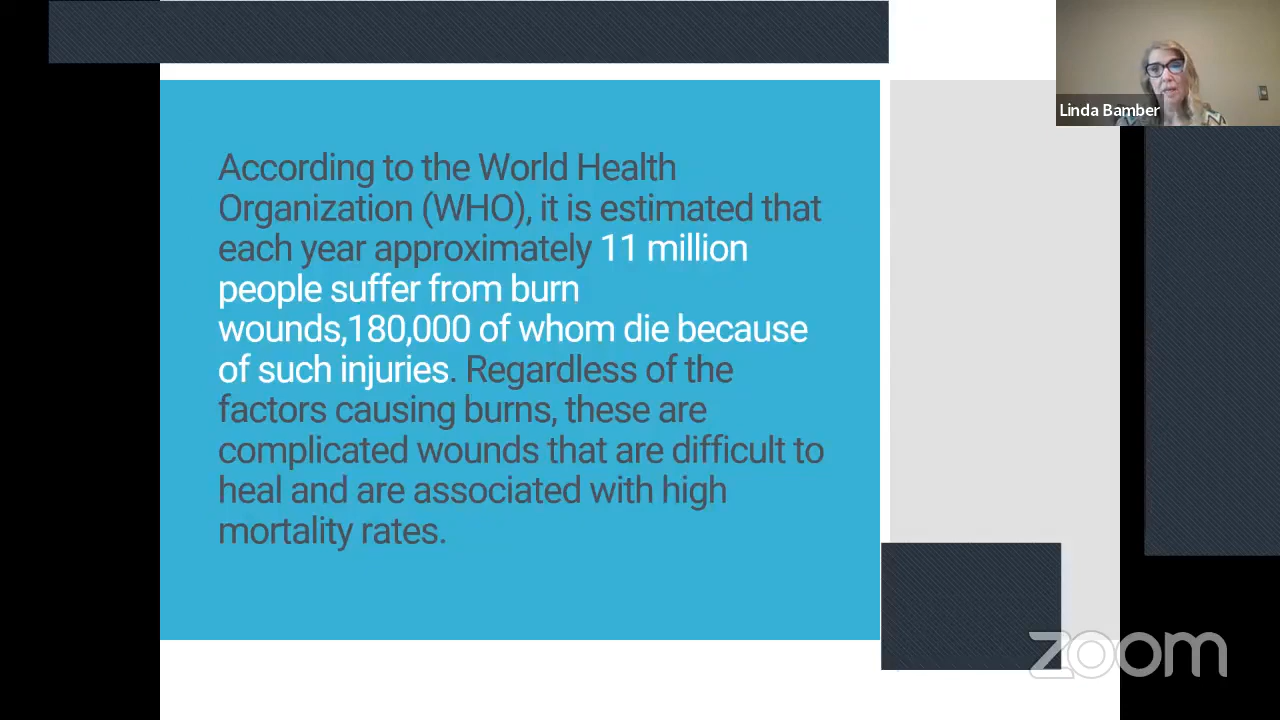 According to the World Health
Organization (WHO), it is estimated that
each year approximately 11 million
people suffer from burn
wounds,180,000 of whom die because
of such injuries. Regardless of the
factors causing burns, these are
complicated wounds that are difficult to
heal and are associated with high
mortality rates.
Linda Bamber
zoom